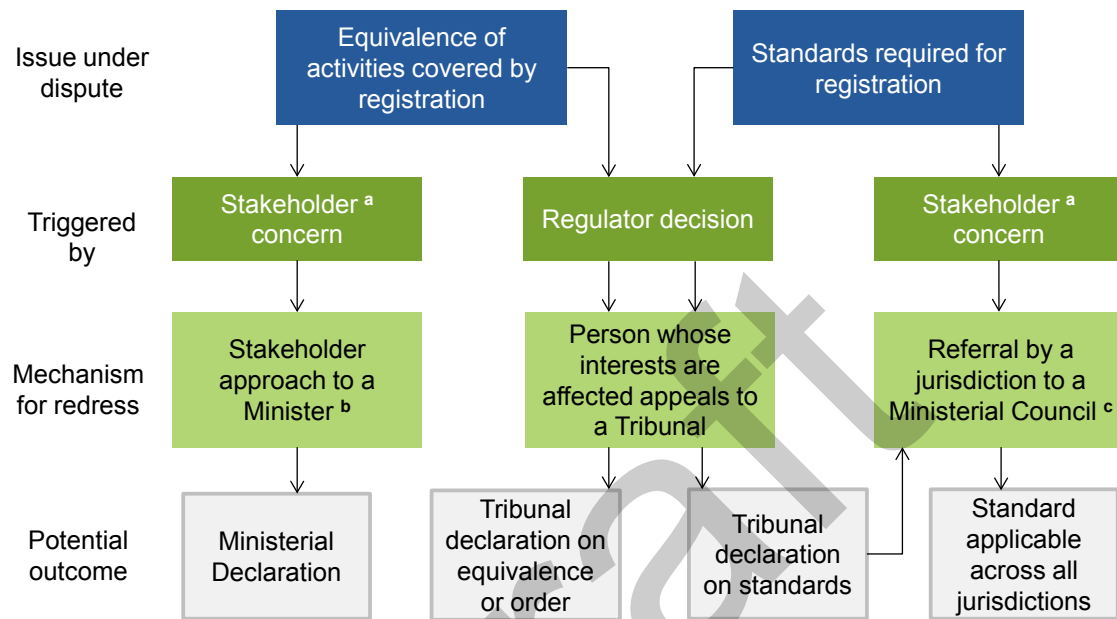 Issue under
dispute
Equivalence of
activities covered by
registration
Standards required for
registration
Triggered
by
Stakeholder a
concern
Regulator decision
Stakeholder a
concern
Mechanism
for redress
Stakeholder
approach to a
Minister b
Person whose
interests are
affected appeals to
a Tribunal
Referral by a
jurisdiction to a
Ministerial Council c
Potential
outcome
Ministerial
Declaration
Tribunal
declaration on
equivalence
or order
Tribunal
declaration
on standards
Standard
applicable
across all
jurisdictions
raft